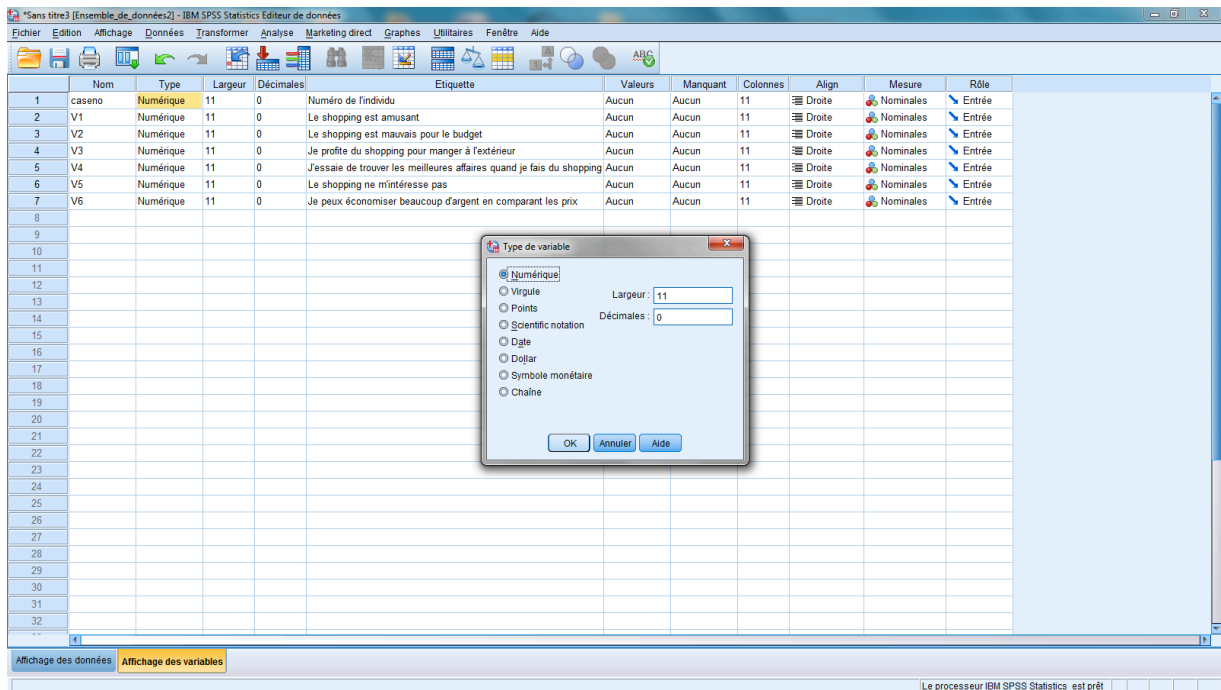 *Sans titre3 [Ensemble_de_données2] - IBM SPSS Statistics Editeur de données
Fichier Edition Affichage Données Transformer Analyse Marketing direct Graphes Utilitaires Fenêtre Aide
Nom Type Largeur Décimales Etiquette Valeurs Manquant Colonnes Align Mesure Rôle
1 caseno Numérique 11 0 Numéro de l'individu Aucun Aucun 11 Droite Nominales Entrée
2 V1 Numérique 11 0 Le shopping est amusant Aucun Aucun 11 Droite Nominales Entrée
3 V2 Numérique 11 0 Le shopping est mauvais pour le budget Aucun Aucun 11 Droite Nominales Entrée
4 V3 Numérique 11 0 Je profite du shopping pour manger à l'extérieur Aucun Aucun 11 Droite Nominales Entrée
5 V4 Numérique 11 0 J'essaie de trouver les meilleures affaires quand je fais du shopping Aucun Aucun 11 Droite Nominales Entrée
6 V5 Numérique 11 0 Le shopping ne m'intéresse pas Aucun Aucun 11 Droite Nominales Entrée
7 V6 Numérique 11 0 Je peux économiser beaucoup d'argent en comparant les prix Aucun Aucun 11 Droite Nominales Entrée
8
9
10
11
12
13
14
15
16
17
18
19
20
21
22
23
24
25
26
27
28
29
30
31
32
Type de variable
Numérique
Virgule
Largeur : 11
Points
Décimales : 0
Scientific notation
Date
Dollar
Symbole monétaire
Chaîne
OK Annuler Aide
Affichage des données Affichage des variables
Le processeur IBM SPSS Statistics est prêt